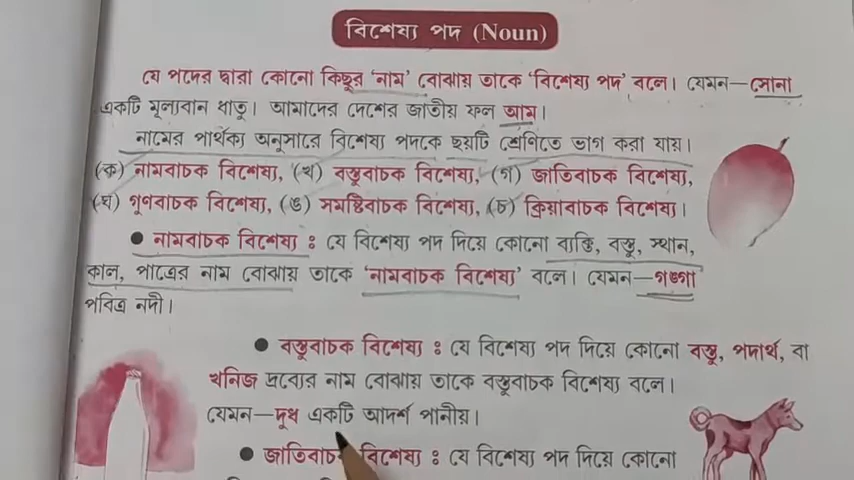 বিশেষ্য পদ (Noun)
যে পদের দ্বারা কোনো কিছুর ‘নাম’ বোঝায় তাকে ‘বিশেষ্য পদ’ বলে। যেমন—সোনা
একটি মূল্যবান ধাতু। আমাদের দেশের জাতীয় ফল আম।
নামের পার্থক্য অনুসারে বিশেষ্য পদকে ছয়টি শ্রেণিতে ভাগ করা যায়।
(ক) নামবাচক বিশেষ্য, (খ) বস্তুবাচক বিশেষ্য, (গ) জাতিবাচক বিশেষ্য,
(ঘ) গুণবাচক বিশেষ্য, (ঙ) সমষ্টিবাচক বিশেষ্য, (চ) ক্রিয়াবাচক বিশেষ্য।
● নামবাচক বিশেষ্য : যে বিশেষ্য পদ দিয়ে কোনো ব্যক্তি, বস্তু, স্থান,
কাল, পাত্রের নাম বোঝায় তাকে ‘নামবাচক বিশেষ্য’ বলে। যেমন—গঙ্গা
পবিত্র নদী।
● বস্তুবাচক বিশেষ্য : যে বিশেষ্য পদ দিয়ে কোনো বস্তু, পদার্থ, বা
খনিজ দ্রব্যের নাম বোঝায় তাকে বস্তুবাচক বিশেষ্য বলে।
যেমন—দুধ একটি আদর্শ পানীয়।
● জাতিবাচক বিশেষ্য : যে বিশেষ্য পদ দিয়ে কোনো